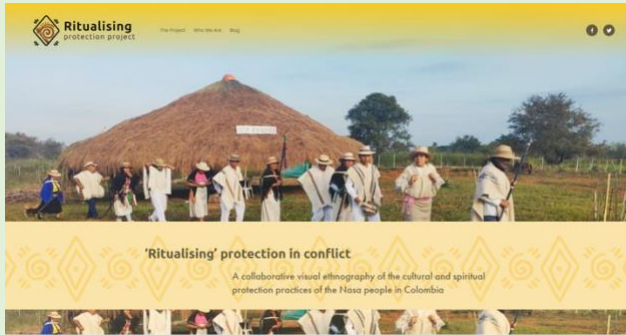 Ritualising
protection project
The Project Who We Are Blog
'Ritualising' protection in conflict
A collaborative visual ethnography of the cultural and spiritual
protection practices of the Nasa people in Colombia